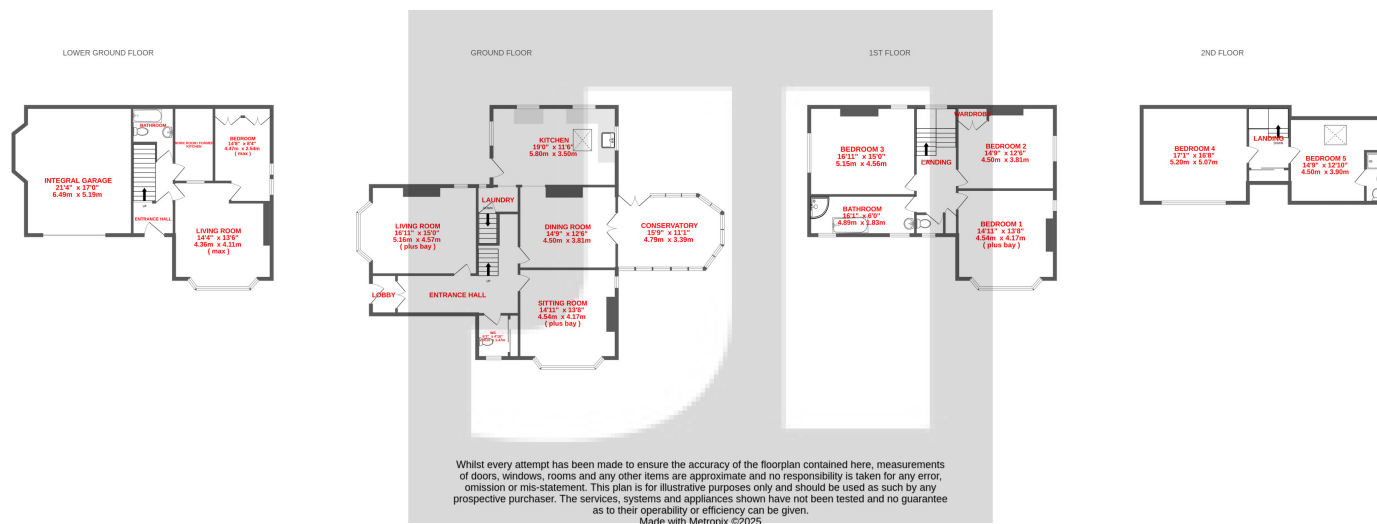 LOWER GROUND FLOOR
BATHROOM
WORK ROOM/ FORMER
KITCHEN
BEDROOM
14'8" x 8'4"
4.47m x 2.54m
( max )
INTEGRAL GARAGE
21'4" x 17'0"
6.49m x 5.19m
UP
ENTRANCE HALL
LIVING ROOM
14'4" x 13'6"
4.36m x 4.11m
( max )
GROUND FLOOR
KITCHEN
19'0" x 11'6"
5.80m x 3.50m
LAUNDRY
DOWN
LIVING ROOM
16'11" x 15'0"
5.16m x 4.57m
( plus bay )
DINING ROOM
14'9" x 12'6"
4.50m x 3.81m
CONSERVATORY
15'9" x 11'1"
4.79m x 3.39m
UP
LOBBY
ENTRANCE HALL
SITTING ROOM
14'11" x 13'8"
4.54m x 4.17m
( plus bay )
WC
1ST FLOOR
WARDROBE
BEDROOM 3
16'11" x 15'0"
5.15m x 4.56m
LANDING
BEDROOM 2
14'9" x 12'6"
4.50m x 3.81m
BATHROOM
16'1" x 6'0"
4.89m x 1.83m
BEDROOM 1
14'11" x 13'8"
4.54m x 4.17m
( plus bay )
2ND FLOOR
LANDING
DOWN
BEDROOM 4
17'1" x 16'8"
5.20m x 5.07m
BEDROOM 5
14'9" x 12'10"
4.50m x 3.90m
Whilst every attempt has been made to ensure the accuracy of the floorplan contained here, measurements
of doors, windows, rooms and any other items are approximate and no responsibility is taken for any error,
omission or mis-statement. This plan is for illustrative purposes only and should be used as such by any
prospective purchaser. The services, systems and appliances shown have not been tested and no guarantee
as to their operability or efficiency can be given.
Made with Metropix ©2025